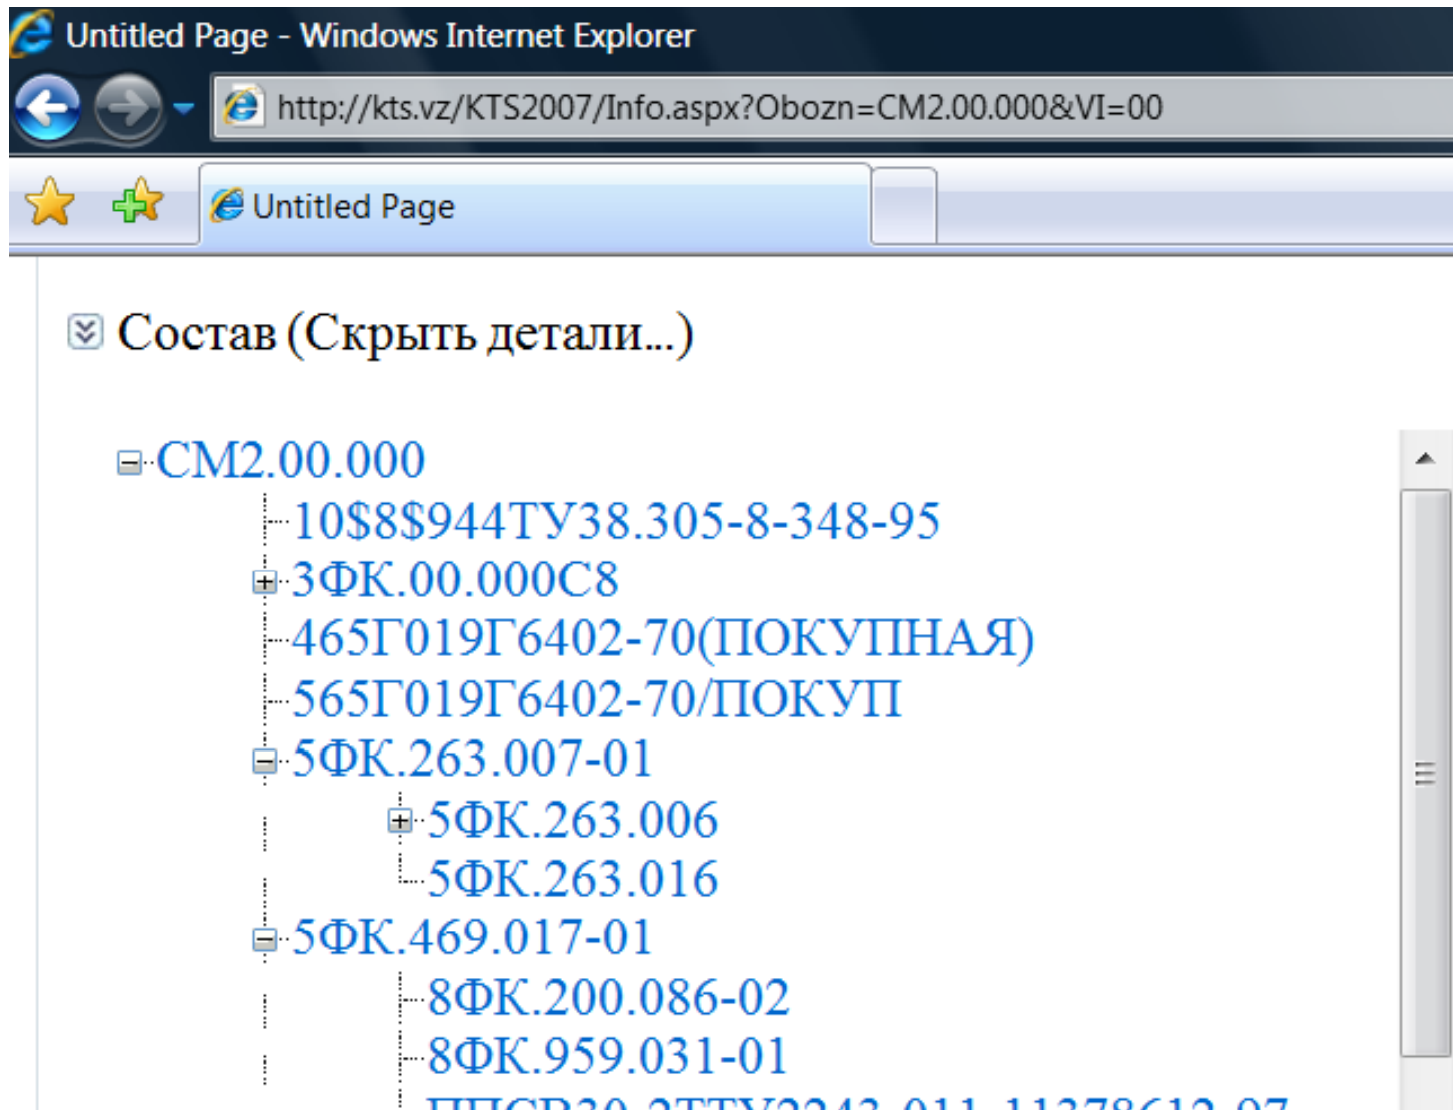 Untitled Page - Windows Internet Explorer
http://kts.vz/KTS2007/Info.aspx?Obozn=CM2.00.000&VI=00
Untitled Page
Состав (Скрыть детали...)
СМ2.00.000
10$8$944ТУ38.305-8-348-95
3ФК.00.000С8
465Г019Г6402-70(ПОКУПНАЯ)
565Г019Г6402-70/ПОКУП
5ФК.263.007-01
5ФК.263.006
5ФК.263.016
5ФК.469.017-01
8ФК.200.086-02
8ФК.959.031-01